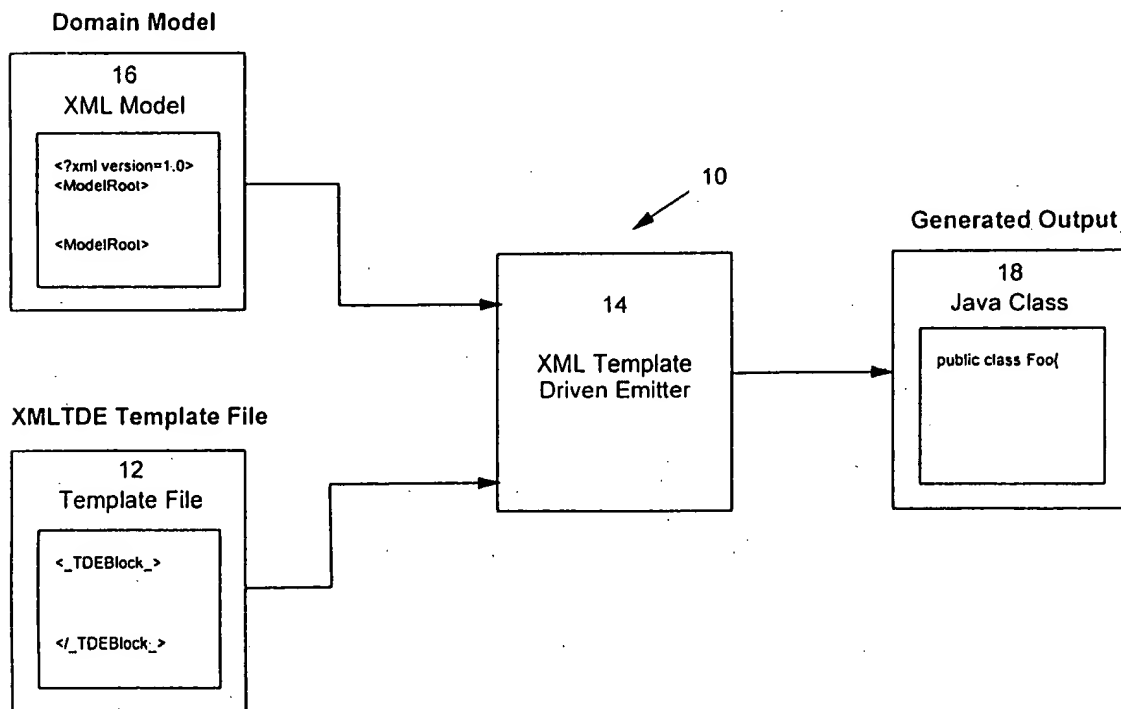 Domain Model
16
XML Model
<?xml version=1.0>
<ModelRoot>
<ModelRoot>
XMLTDE Template File
12
Template File
<_TDEBlock_>
</_TDEBlock_>
10
14
XML Template
Driven Emitter
Generated Output
18
Java Class
public class Foo{